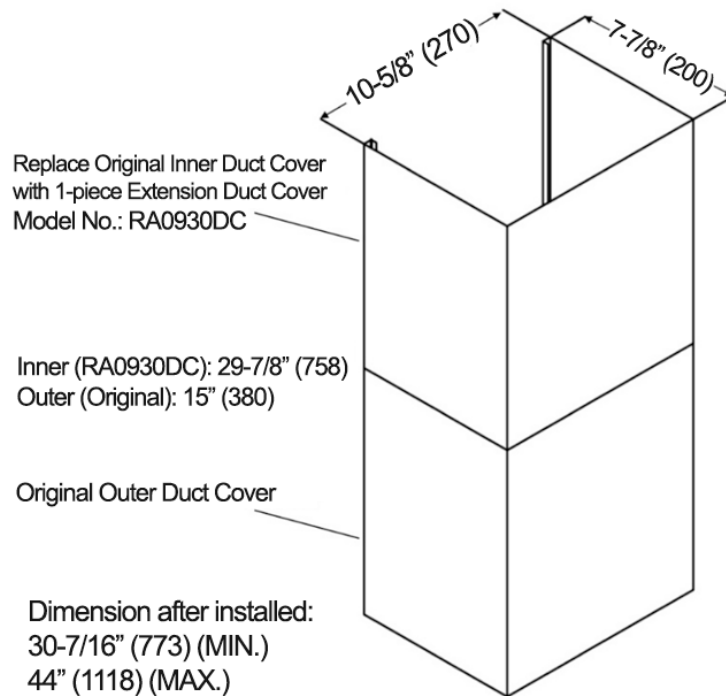 10-5/8” (270)
7-7/8” (200)
Replace Original Inner Duct Cover
with 1-piece Extension Duct Cover
Model No.: RA0930DC
Inner (RA0930DC): 29-7/8” (758)
Outer (Original): 15” (380)
Original Outer Duct Cover
Dimension after installed:
30-7/16” (773) (MIN.)
44” (1118) (MAX.)